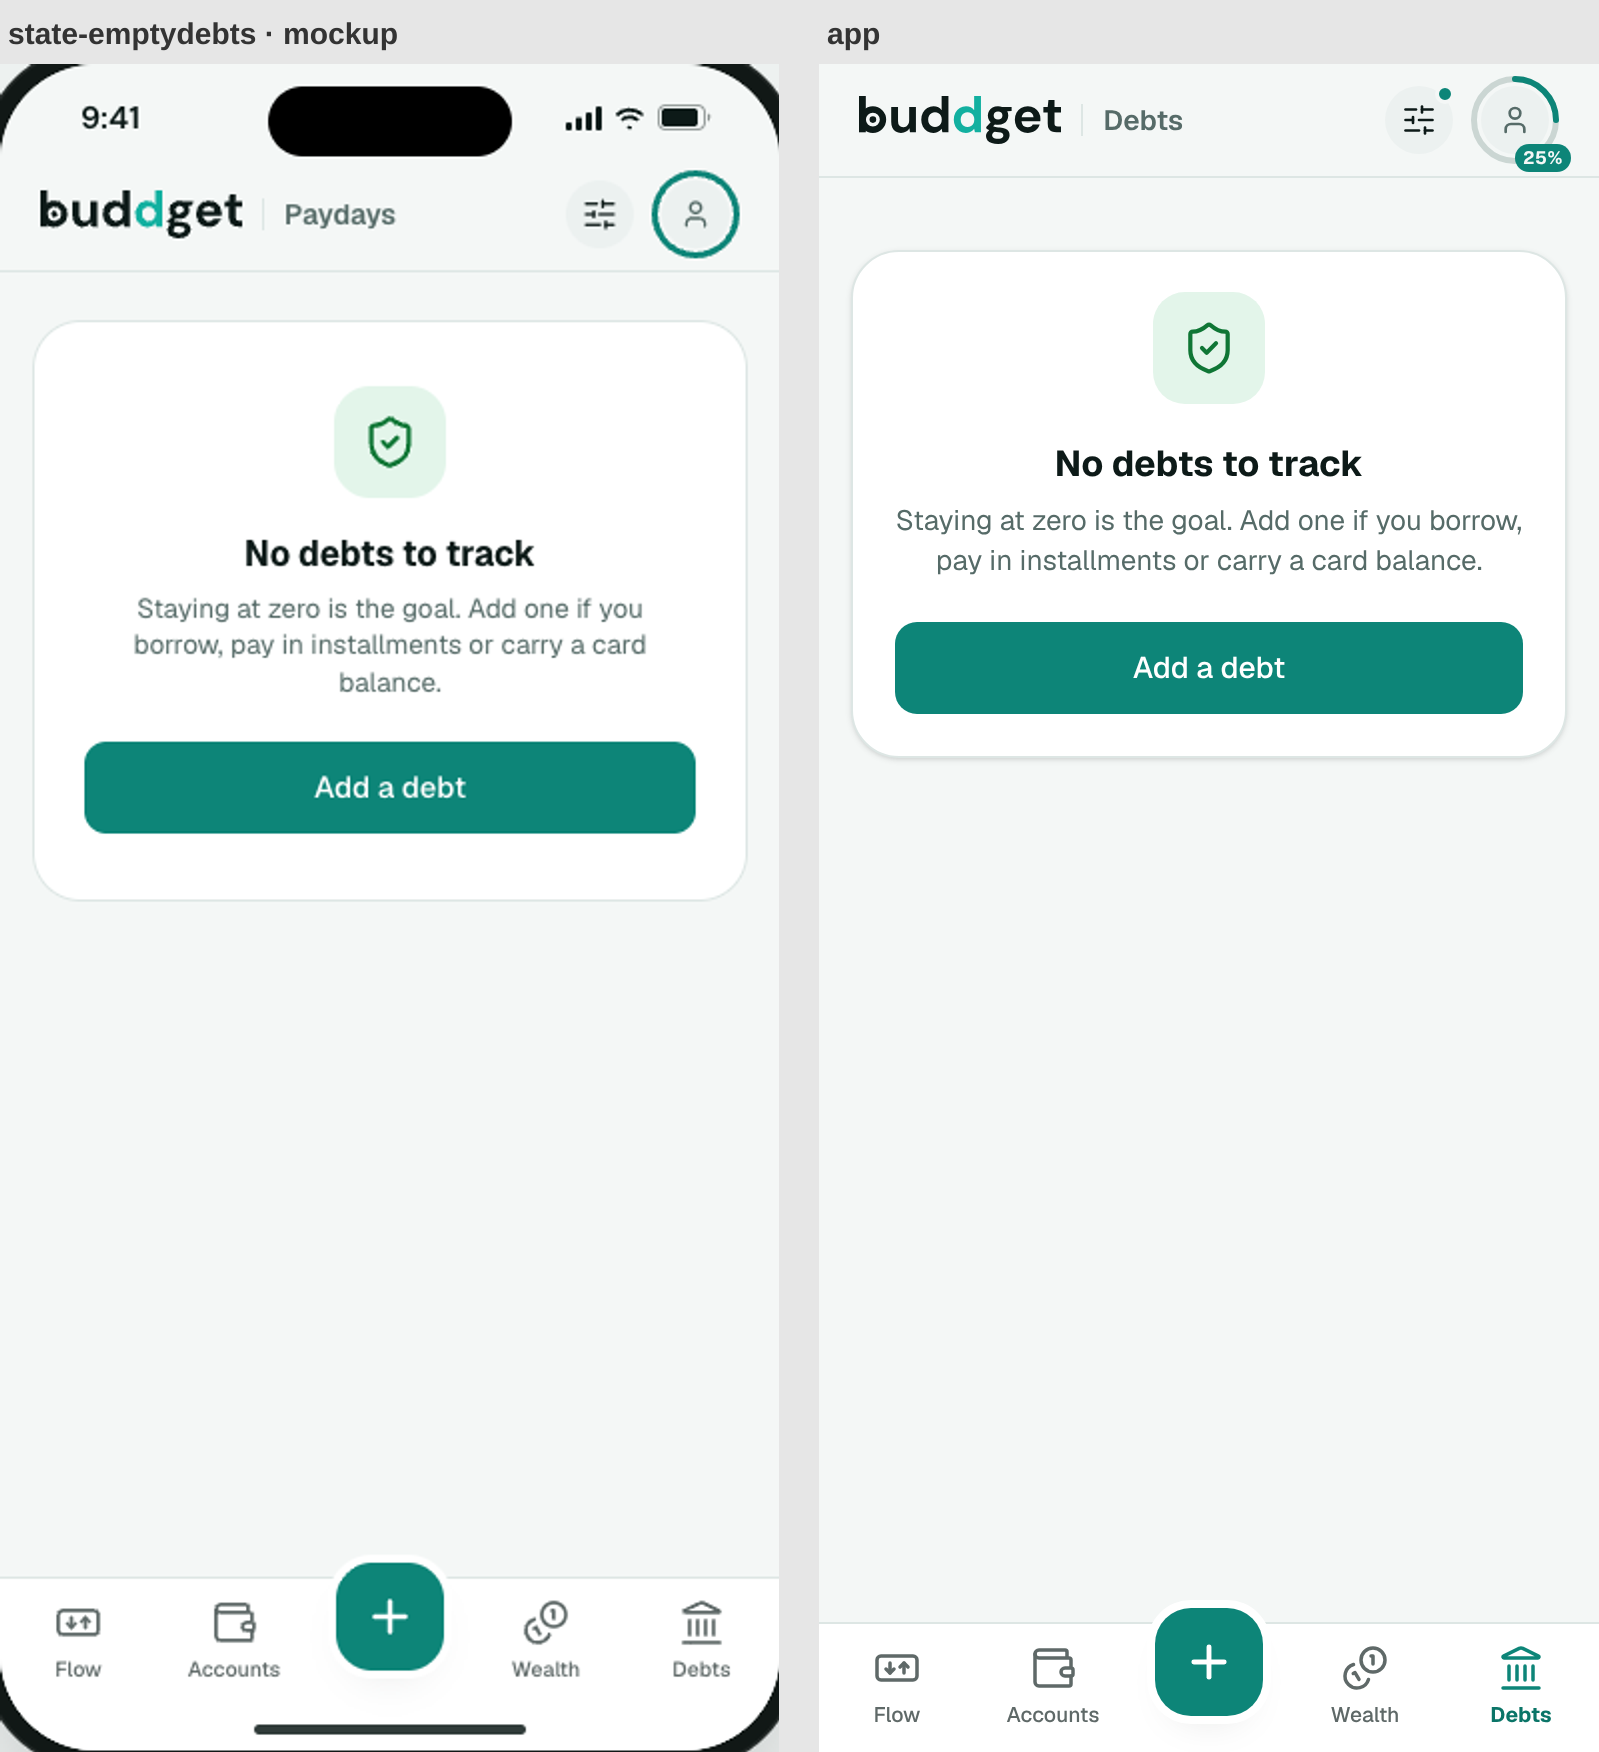 state-emptydebts · mockup
9:41
buddget
Paydays
No debts to track
Staying at zero is the goal. Add one if you
borrow, pay in installments or carry a card
balance.
Add a debt
Flow
Accounts
Wealth
Debts
app
buddget
Debts
25%
No debts to track
Staying at zero is the goal. Add one if you borrow,
pay in installments or carry a card balance.
Add a debt
Flow
Accounts
Wealth
Debts